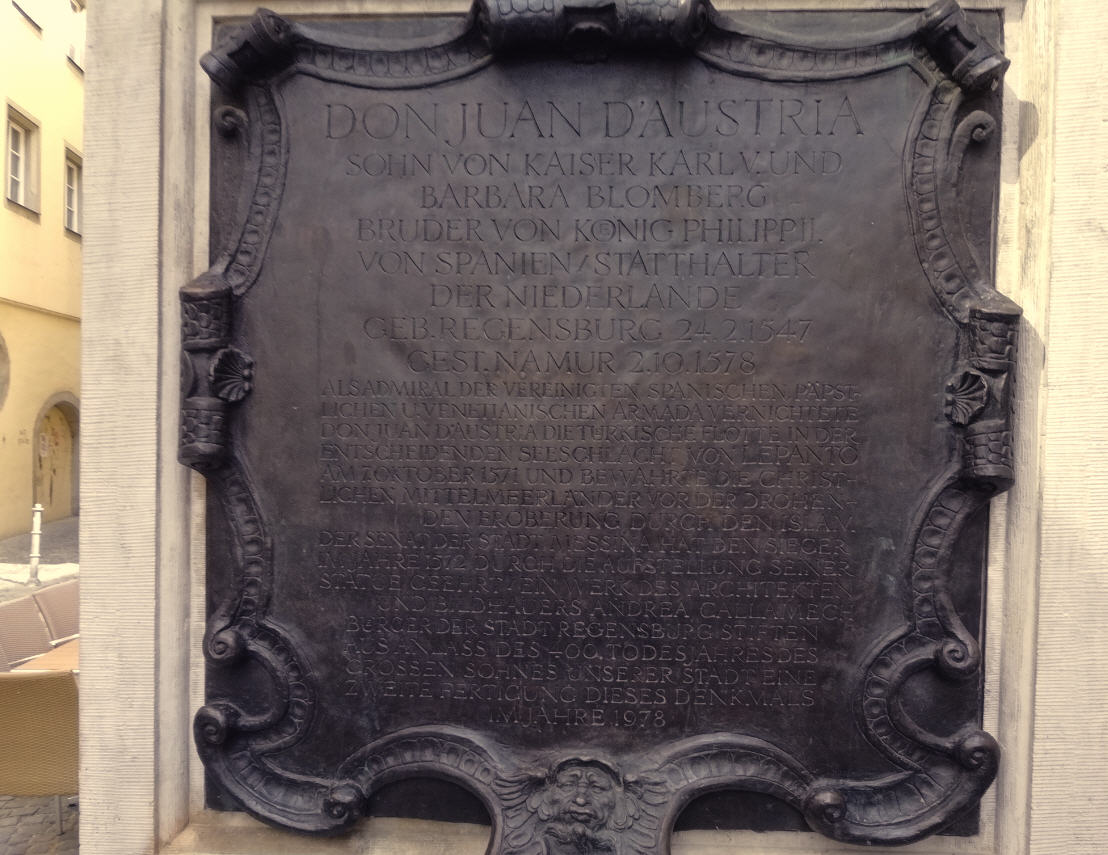 DON JUAN D'AUSTRIA
SOHN VON KAISER KARL V. UND
BARBARA BLOMBERG
BRUDER VON KÖNIG PHILIPP II.
VON SPANIEN / STATTHALTER
DER NIEDERLANDE
GEB. REGENSBURG 24.2.1547
GEST. NAMUR 2.10.1578
ALS ADMIRAL DER VEREINIGTEN SPANISCHEN, PÄPST-
LICHEN U. VENETIANISCHEN ARMADA VERNICHTETE
DON JUAN D'AUSTRIA DIE TÜRKISCHE FLOTTE IN DER
ENTSCHEIDENDEN SEESCHLACHT VON LEPANTO
AM 7. OKTOBER 1571 UND BEWAHRTE DIE CHRIST-
LICHEN MITTELMEERLÄNDER VOR DER DROHEN-
DEN EROBERUNG DURCH DEN ISLAM.
DER SENAT DER STADT MESSINA HAT DEN SIEGER
IM JAHRE 1572 DURCH DIE AUFSTELLUNG SEINER
STATUE GEEHRT / EIN WERK DES ARCHITEKTEN
UND BILDHAUERS ANDREA CALLAMECH
BÜRGER DER STADT REGENSBURG STIFTEN
AUS ANLASS DES 400. TODESJAHRES DES
GROSSEN SOHNES UNSERER STADT EINE
ZWEITE FERTIGUNG DIESES DENKMALS
IM JAHRE 1978